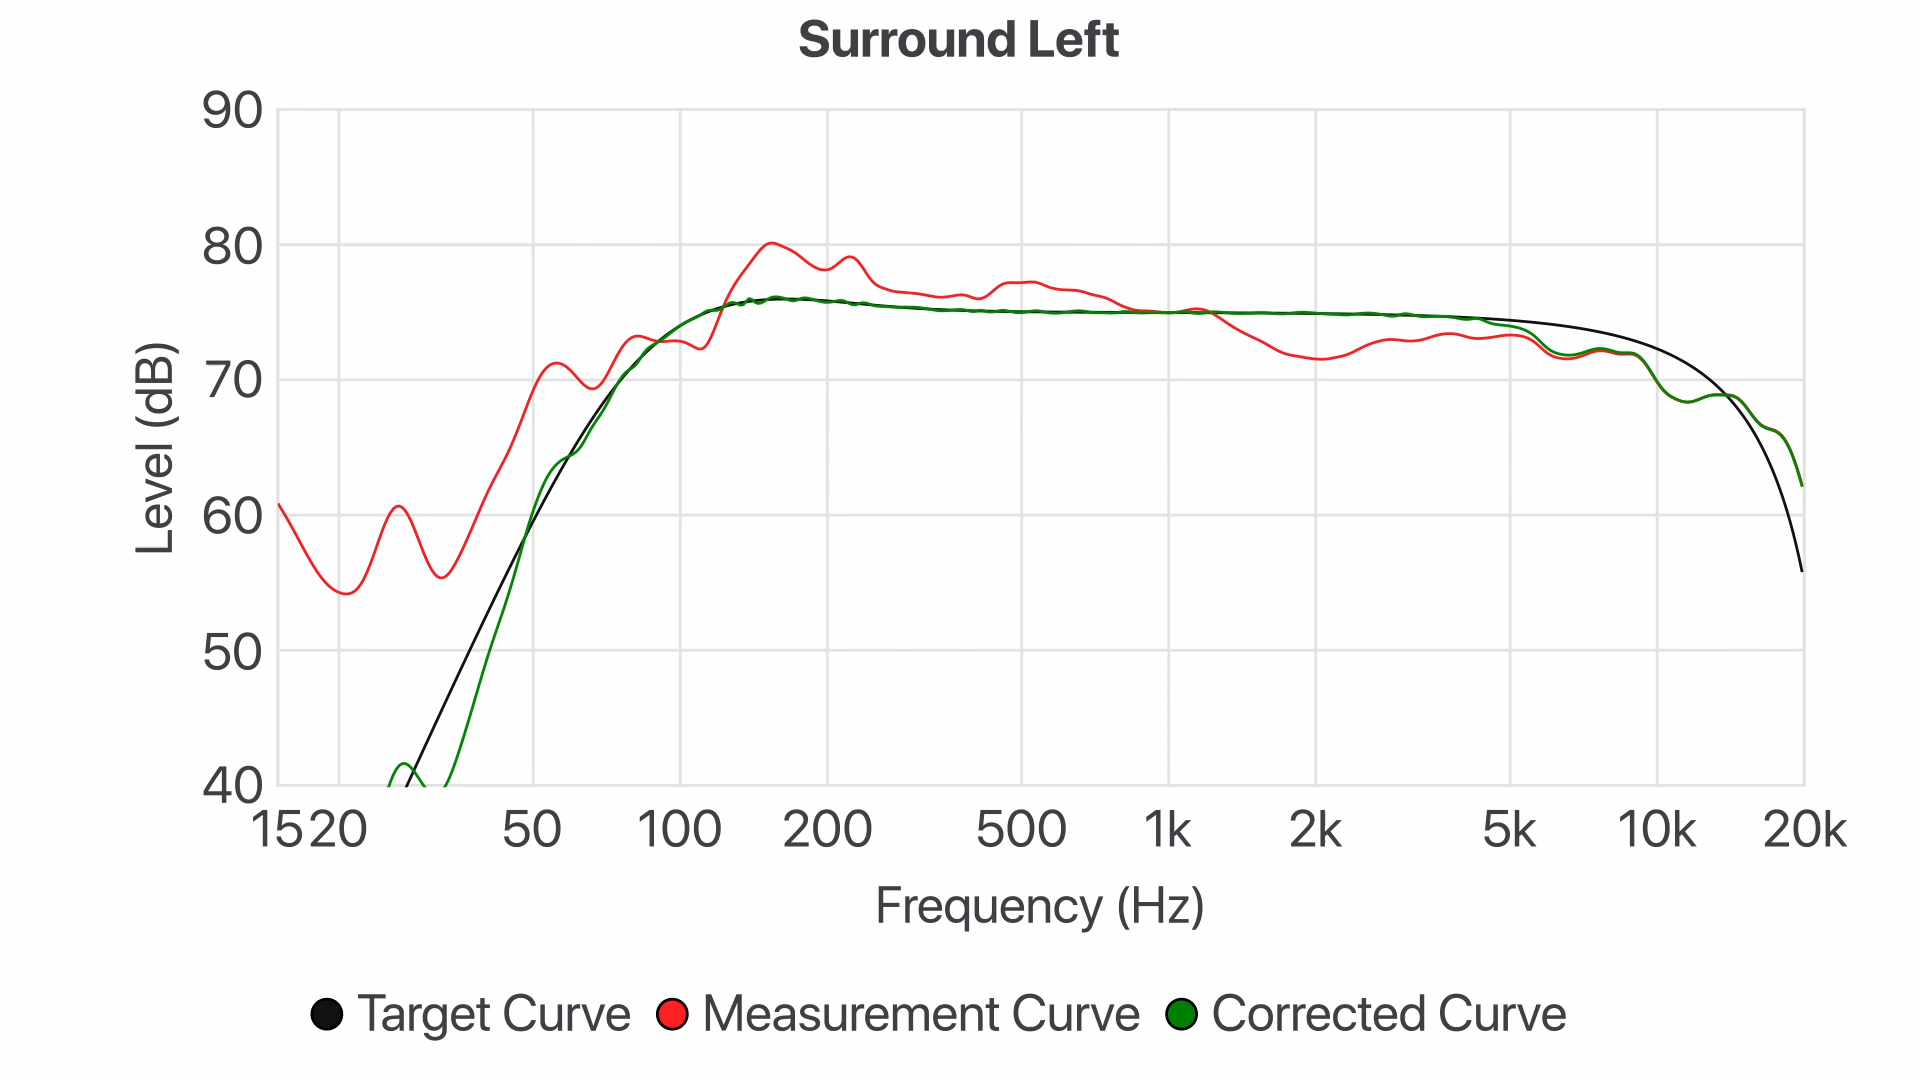 Surround Left
90
80
70
60
50
40
Level (dB)
15 20 50 100 200 500 1k 2k 5k 10k 20k
Frequency (Hz)
Target Curve Measurement Curve Corrected Curve